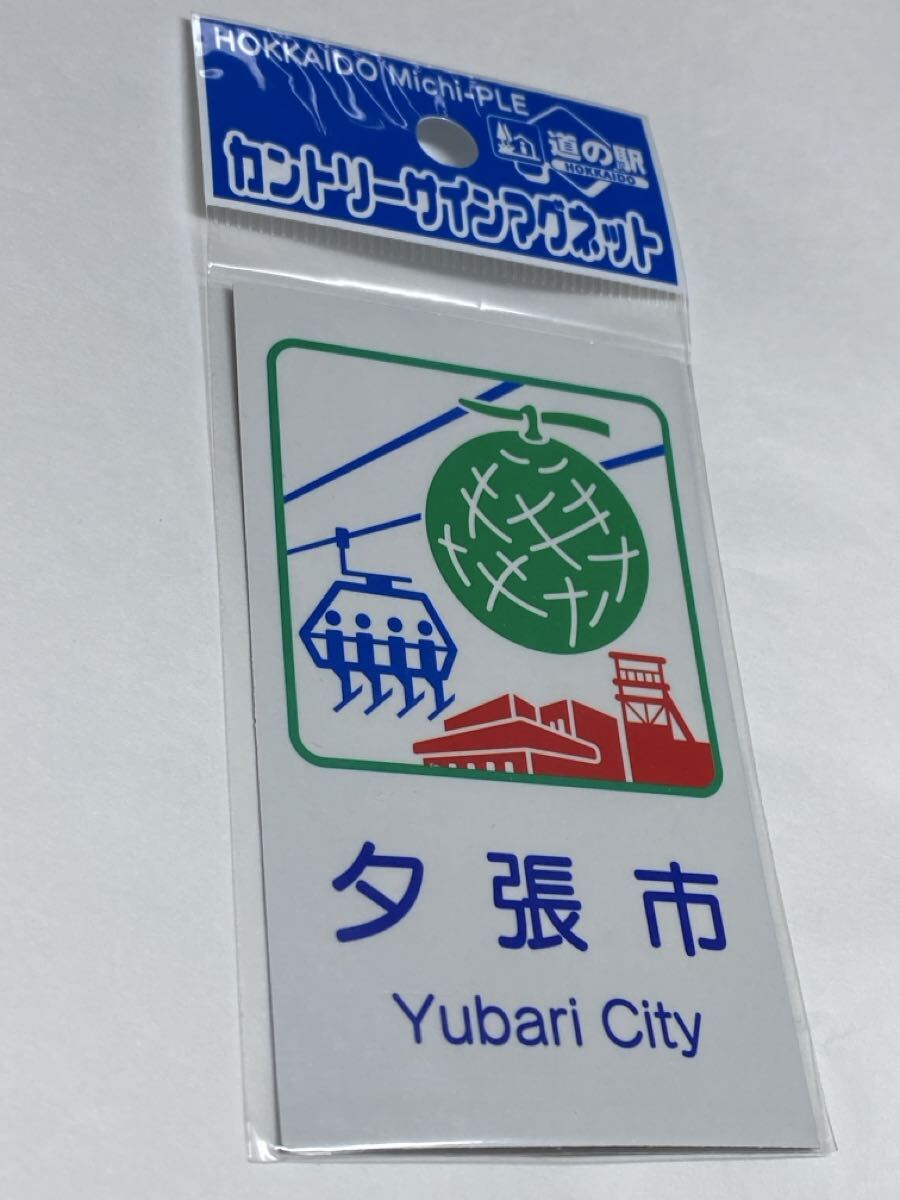 HOKKAIDO Michi-PLE
道の駅
HOKKAIDO
カントリーサインマグネット
夕張市
Yubari City